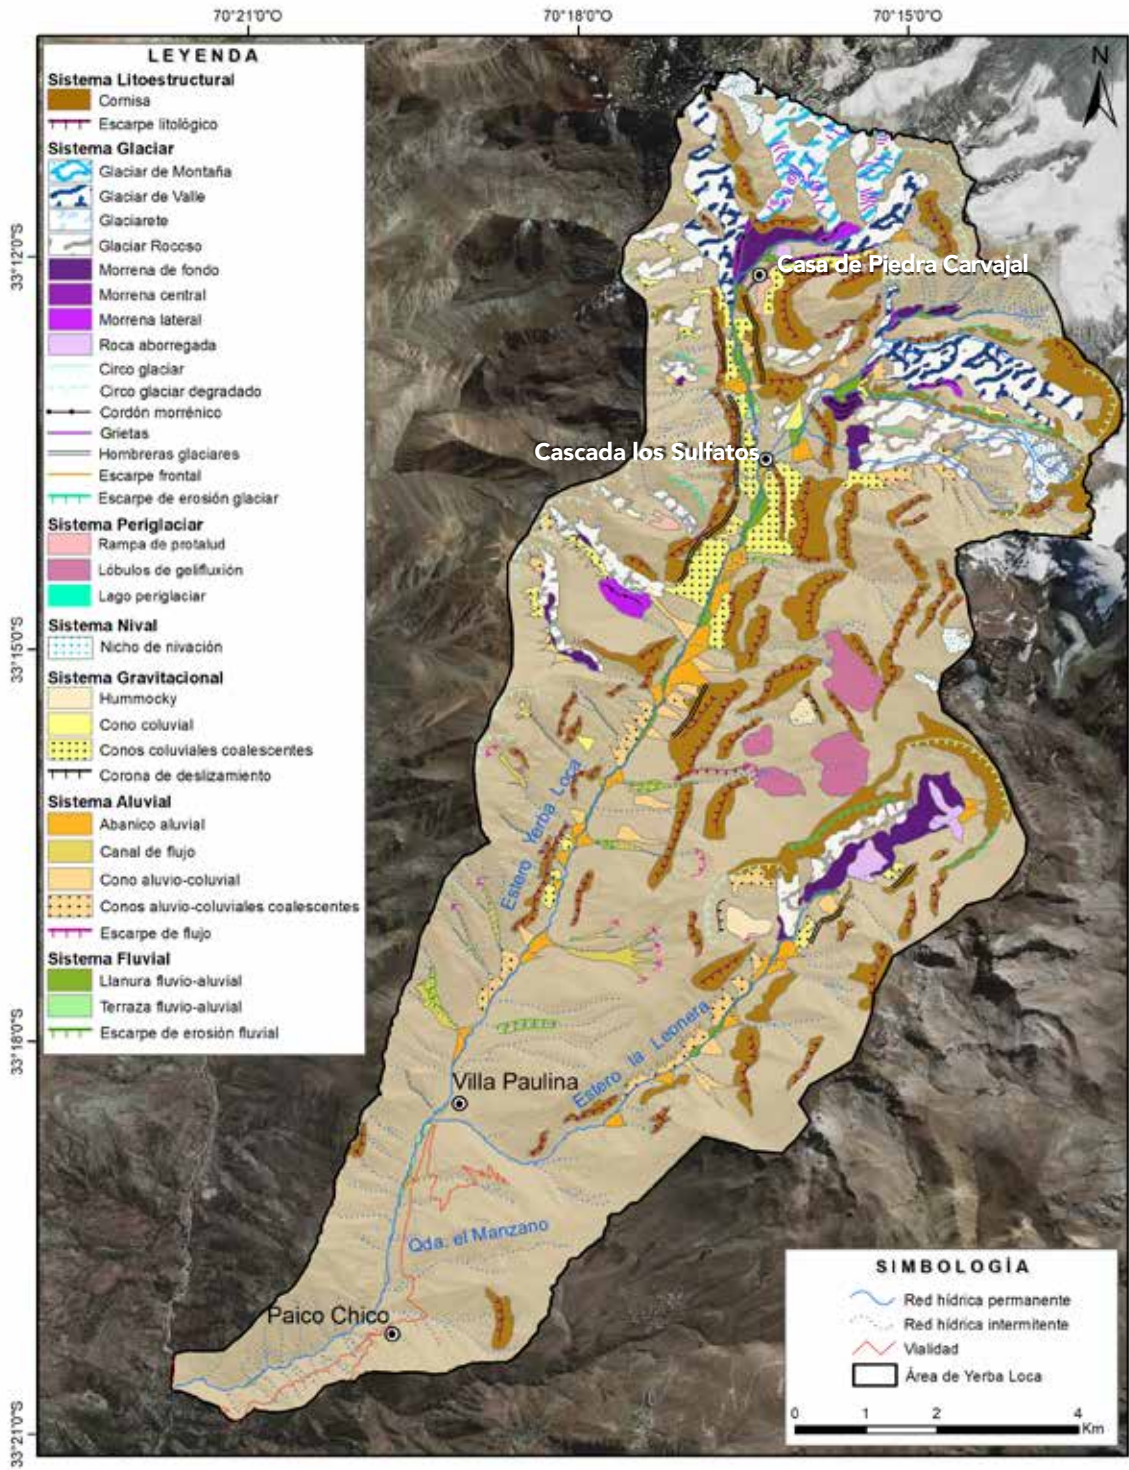 70°21'0"O
70°18'0"O
70°15'0"O
N
33°12'0"S
33°15'0"S
33°18'0"S
33°21'0"S
LEYENDA
Sistema Litoestructural
Cornisa
Escarpe litológico
Sistema Glaciar
Glaciar de Montaña
Glaciar de Valle
Glaciarete
Glaciar Rocoso
Morrena de fondo
Morrena central
Morrena lateral
Roca aborregada
Circo glaciar
Circo glaciar degradado
Cordón morrénico
Grietas
Hombreras glaciares
Escarpe frontal
Escarpe de erosión glaciar
Sistema Periglaciar
Rampa de protalud
Lóbulos de gelifluxión
Lago periglaciar
Sistema Nival
Nicho de nivación
Sistema Gravitacional
Hummocky
Cono coluvial
Conos coluviales coalescentes
Corona de deslizamiento
Sistema Aluvial
Abanico aluvial
Canal de flujo
Cono aluvio-coluvial
Conos aluvio-coluviales coalescentes
Escarpe de flujo
Sistema Fluvial
Llanura fluvio-aluvial
Terraza fluvio-aluvial
Escarpe de erosión fluvial
Casa de Piedra Carvajal
Cascada los Sulfatos
Estero Yerba Loca
Estero la Leonera
Villa Paulina
Qda. el Manzano
Paico Chico
SIMBOLOGÍA
Red hídrica permanente
Red hídrica intermitente
Vialidad
Área de Yerba Loca
0 1 2 4
Km